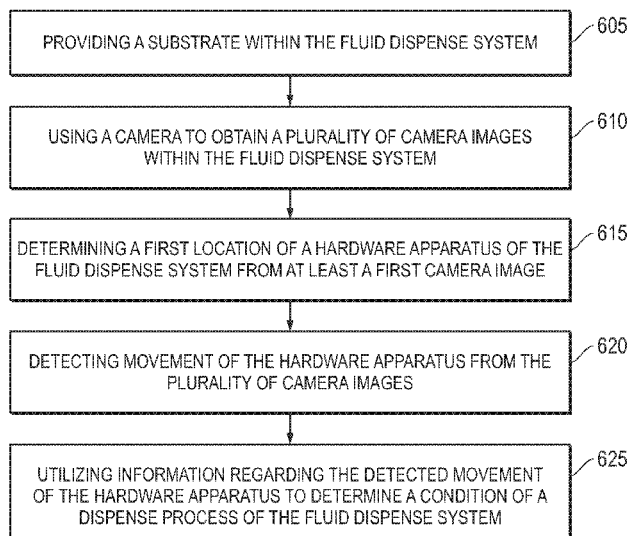 PROVIDING A SUBSTRATE WITHIN THE FLUID DISPENSE SYSTEM
605
USING A CAMERA TO OBTAIN A PLURALITY OF CAMERA IMAGES
WITHIN THE FLUID DISPENSE SYSTEM
610
DETERMINING A FIRST LOCATION OF A HARDWARE APPARATUS OF THE
FLUID DISPENSE SYSTEM FROM AT LEAST A FIRST CAMERA IMAGE
615
DETECTING MOVEMENT OF THE HARDWARE APPARATUS FROM THE
PLURALITY OF CAMERA IMAGES
620
UTILIZING INFORMATION REGARDING THE DETECTED MOVEMENT
OF THE HARDWARE APPARATUS TO DETERMINE A CONDITION OF A
DISPENSE PROCESS OF THE FLUID DISPENSE SYSTEM
625